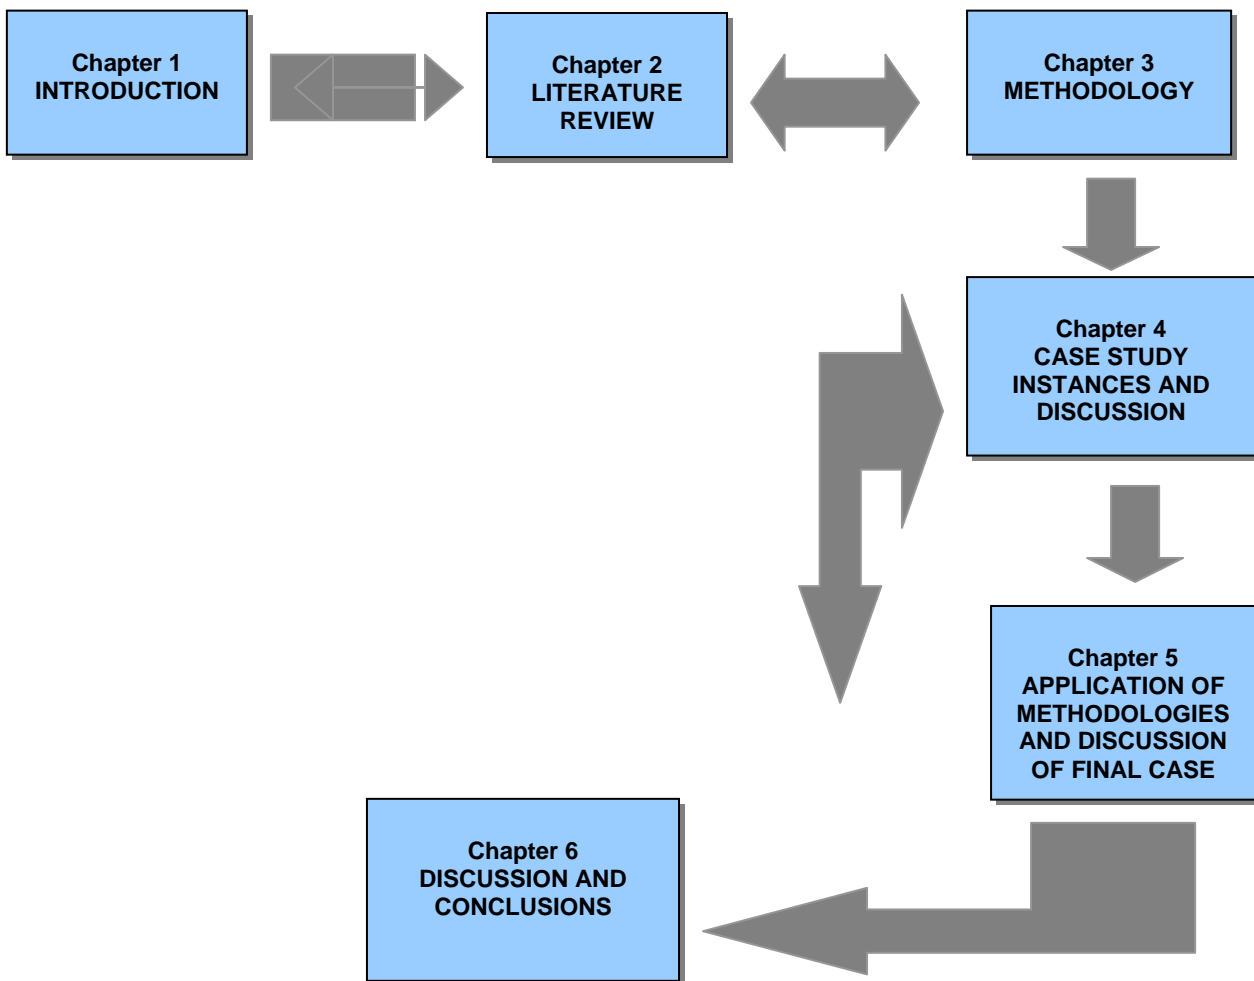 Chapter 1
INTRODUCTION
Chapter 2
LITERATURE
REVIEW
Chapter 3
METHODOLOGY
Chapter 4
CASE STUDY
INSTANCES AND
DISCUSSION
Chapter 5
APPLICATION OF
METHODOLOGIES
AND DISCUSSION
OF FINAL CASE
Chapter 6
DISCUSSION AND
CONCLUSIONS